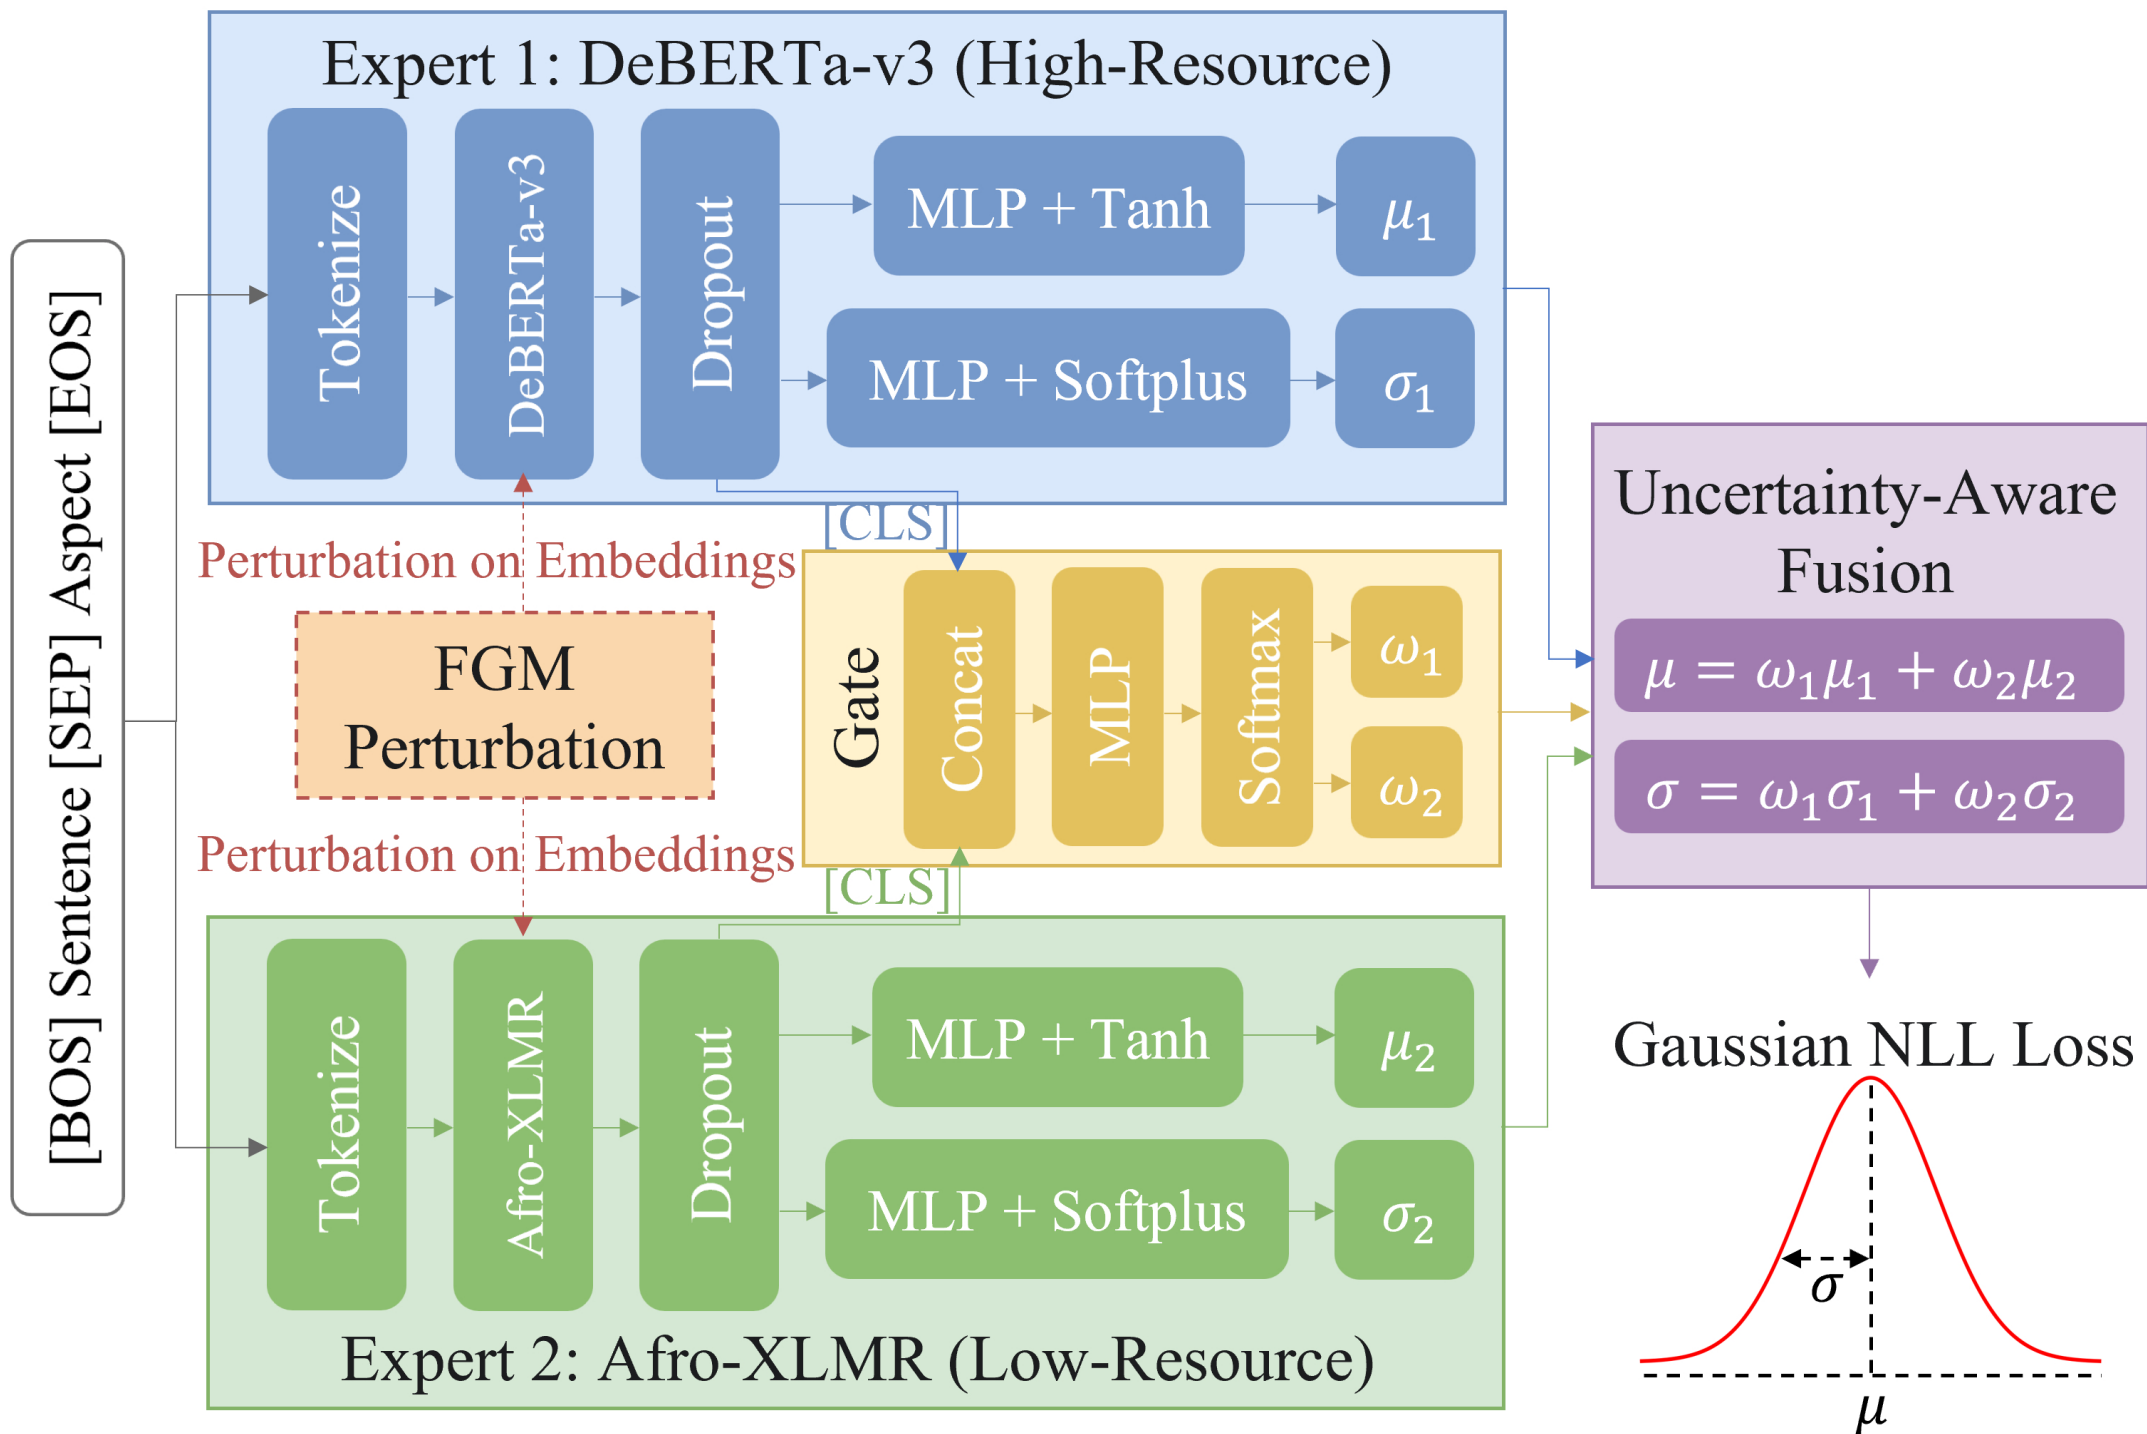 [BOS] Sentence [SEP] Aspect [EOS]
Expert 1: DeBERTa-v3 (High-Resource)
Tokenize
DeBERTa-v3
Dropout
MLP + Tanh
μ₁
MLP + Softplus
σ₁
[CLS]
Perturbation on Embeddings
FGM
Perturbation
Perturbation on Embeddings
Gate
Concat
MLP
Softmax
ω₁
ω₂
[CLS]
Tokenize
Afro-XLMR
Dropout
MLP + Tanh
μ₂
MLP + Softplus
σ₂
Expert 2: Afro-XLMR (Low-Resource)
Uncertainty-Aware
Fusion
μ = ω₁μ₁ + ω₂μ₂
σ = ω₁σ₁ + ω₂σ₂
Gaussian NLL Loss
σ
μ